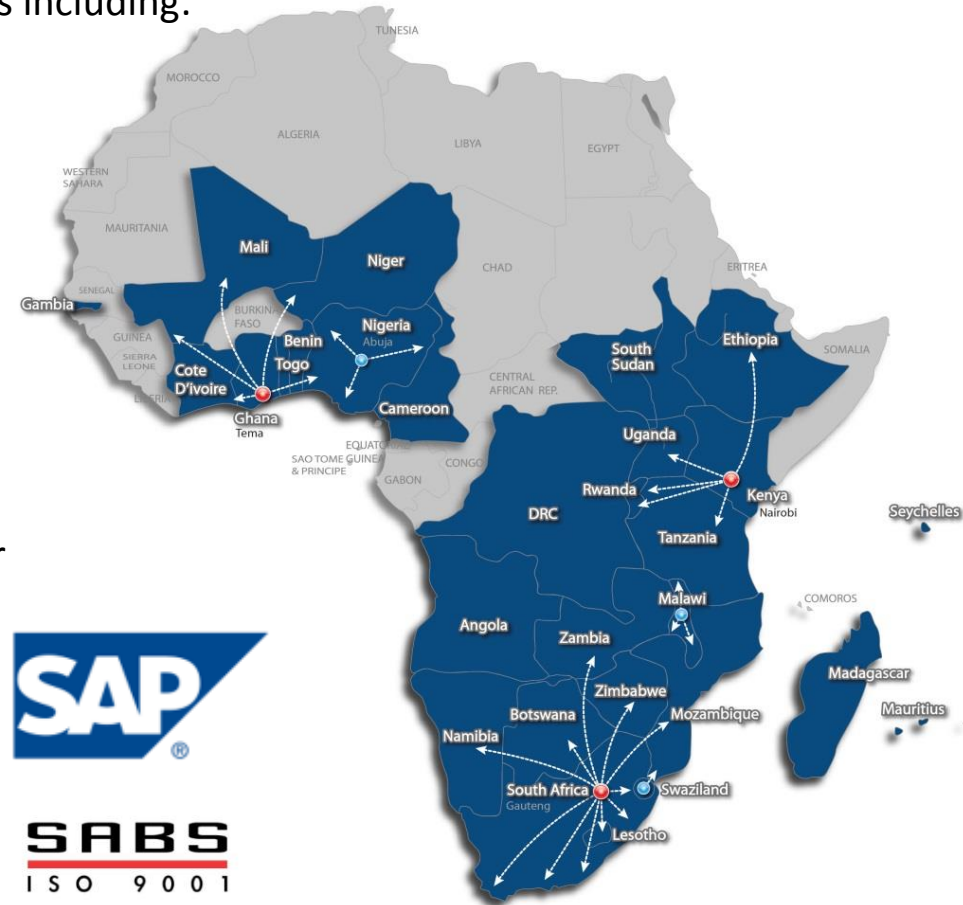 s including:
TUNISIA
MOROCCO
ALGERIA
LIBYA
EGYPT
WESTERN
SAHARA
MAURITANIA
Mali
Niger
CHAD
ERITREA
SENEGAL
Gambia
BURKINA
FASO
Nigeria
Abuja
GUINEA
Benin
SIERRA
LEONE
Togo
Cote
D'ivoire
South
Sudan
Ethiopia
SOMALIA
CENTRAL
AFRICAN REP.
Ghana
Tema
Cameroon
SAO TOME
& PRINCIPE
GUINEA
CONGO
GABON
Uganda
Rwanda
DRC
Kenya
Nairobi
Tanzania
Seychelles
r
Malawi
COMOROS
Angola
Zambia
Madagascar
Mauritius
Zimbabwe
Botswana
Mozambique
Namibia
South Africa
Gauteng
Swaziland
Lesotho
SAP
®
SABS
ISO 9001